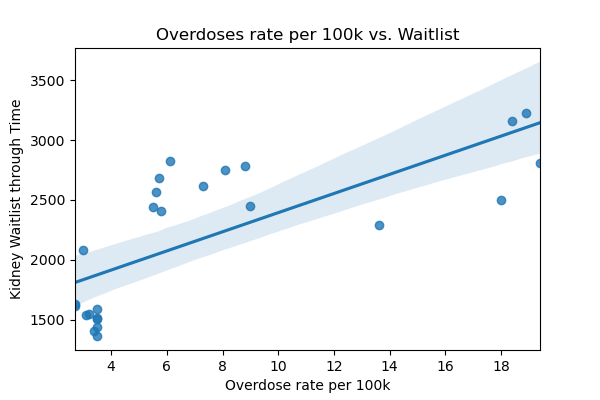 Overdoses rate per 100k vs. Waitlist
Kidney Waitlist through Time
3500
3000
2500
2000
1500
4 6 8 10 12 14 16 18
Overdose rate per 100k